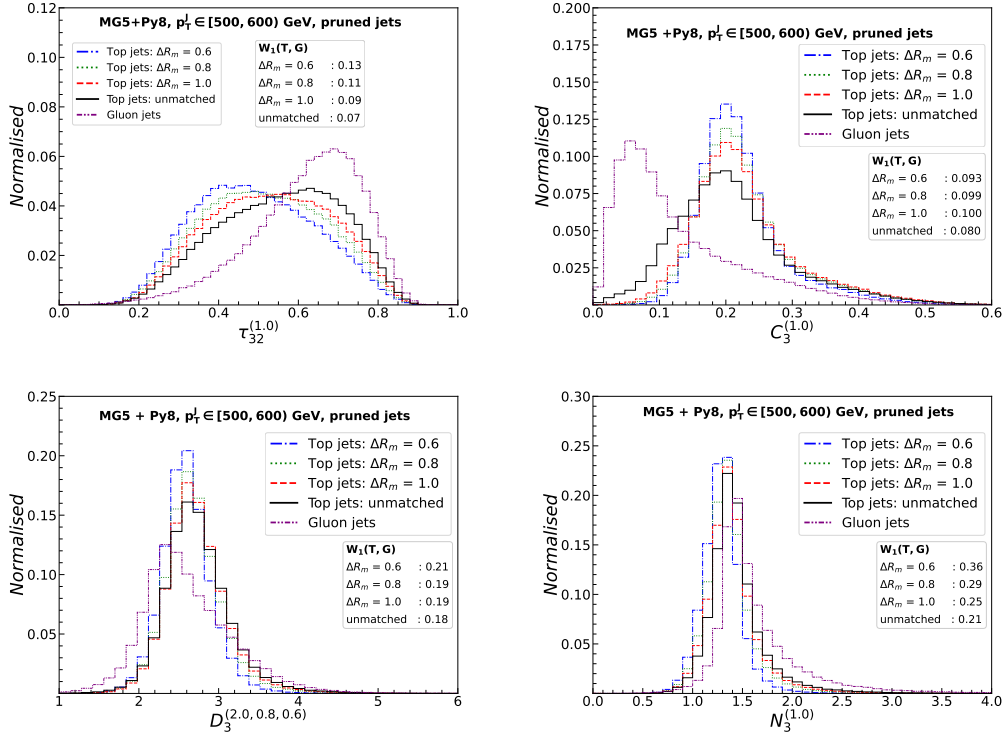 MG5+Py8, p_T^J ∈ [500, 600) GeV, pruned jets
Top jets: ΔR_m = 0.6
Top jets: ΔR_m = 0.8
Top jets: ΔR_m = 1.0
Top jets: unmatched
Gluon jets
W_1(T, G)
ΔR_m = 0.6 : 0.13
ΔR_m = 0.8 : 0.11
ΔR_m = 1.0 : 0.09
unmatched : 0.07
Normalised
0.12
0.10
0.08
0.06
0.04
0.02
0.0 0.2 0.4 0.6 0.8 1.0
τ_32^(1.0)
MG5 +Py8, p_T^J ∈ [500, 600) GeV, pruned jets
Top jets: ΔR_m = 0.6
Top jets: ΔR_m = 0.8
Top jets: ΔR_m = 1.0
Top jets: unmatched
Gluon jets
W_1(T, G)
ΔR_m = 0.6 : 0.093
ΔR_m = 0.8 : 0.099
ΔR_m = 1.0 : 0.100
unmatched : 0.080
Normalised
0.200
0.175
0.150
0.125
0.100
0.075
0.050
0.025
0.0 0.1 0.2 0.3 0.4 0.6
C_3^(1.0)
MG5 + Py8, p_T^J ∈ [500, 600) GeV, pruned jets
Top jets: ΔR_m = 0.6
Top jets: ΔR_m = 0.8
Top jets: ΔR_m = 1.0
Top jets: unmatched
Gluon jets
W_1(T, G)
ΔR_m = 0.6 : 0.21
ΔR_m = 0.8 : 0.19
ΔR_m = 1.0 : 0.19
unmatched : 0.18
Normalised
0.25
0.20
0.15
0.10
0.05
1 2 3 4 5 6
D_3^(2.0, 0.8, 0.6)
MG5 + Py8, p_T^J ∈ [500, 600) GeV, pruned jets
Top jets: ΔR_m = 0.6
Top jets: ΔR_m = 0.8
Top jets: ΔR_m = 1.0
Top jets: unmatched
Gluon jets
W_1(T, G)
ΔR_m = 0.6 : 0.36
ΔR_m = 0.8 : 0.29
ΔR_m = 1.0 : 0.25
unmatched : 0.21
Normalised
0.30
0.25
0.20
0.15
0.10
0.05
0.0 0.5 1.0 1.5 2.0 2.5 3.0 4.0
N_3^(1.0)